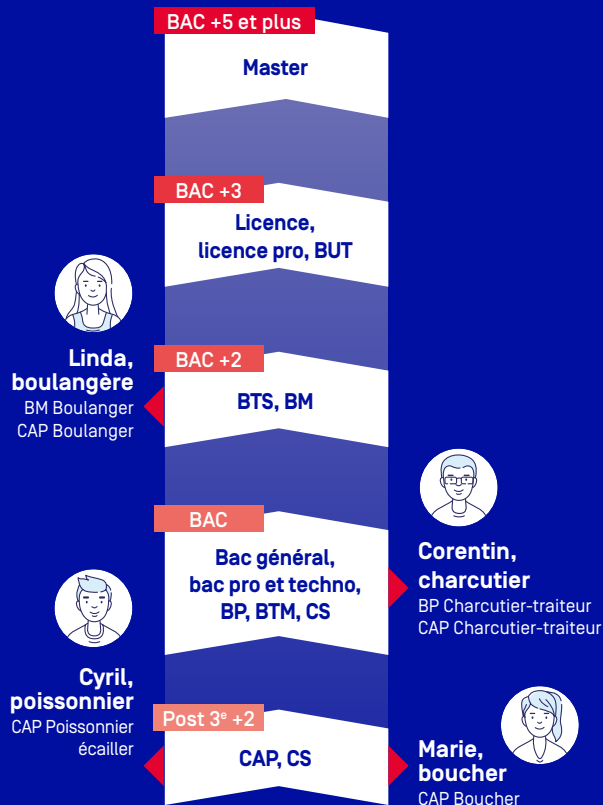 BAC +5 et plus
Master
BAC +3
Licence,
licence pro, BUT
Linda,
boulangère
BM Boulanger
CAP Boulanger
BAC +2
BTS, BM
BAC
Bac général,
bac pro et techno,
BP, BTM, CS
Corentin,
charcutier
BP Charcutier-traiteur
CAP Charcutier-traiteur
Cyril,
poissonnier
CAP Poissonnier
écailler
Post 3ᵉ +2
CAP, CS
Marie,
boucher
CAP Boucher